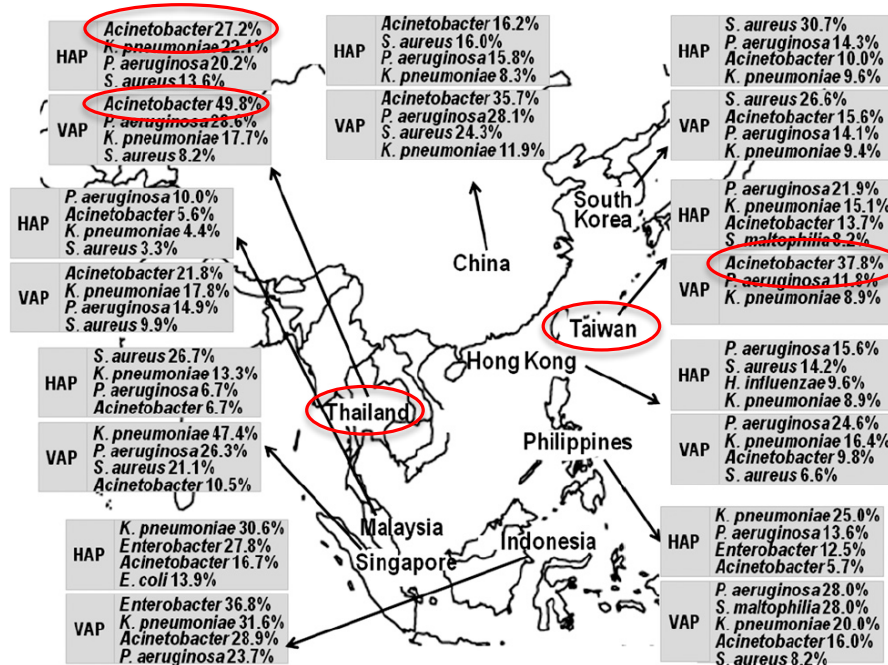 HAP
Acinetobacter 27.2%
K. pneumoniae 22.1%
P. aeruginosa 20.2%
S. aureus 13.6%
VAP
Acinetobacter 49.8%
P. aeruginosa 28.6%
K. pneumoniae 17.7%
S. aureus 8.2%
HAP
Acinetobacter 16.2%
S. aureus 16.0%
P. aeruginosa 15.8%
K. pneumoniae 8.3%
VAP
Acinetobacter 35.7%
P. aeruginosa 28.1%
S. aureus 24.3%
K. pneumoniae 11.9%
HAP
S. aureus 30.7%
P. aeruginosa 14.3%
Acinetobacter 10.0%
K. pneumoniae 9.6%
VAP
S. aureus 26.6%
Acinetobacter 15.6%
P. aeruginosa 14.1%
K. pneumoniae 9.4%
HAP
P. aeruginosa 10.0%
Acinetobacter 5.6%
K. pneumoniae 4.4%
S. aureus 3.3%
VAP
Acinetobacter 21.8%
K. pneumoniae 17.8%
P. aeruginosa 14.9%
S. aureus 9.9%
South
Korea
China
HAP
P. aeruginosa 21.9%
K. pneumoniae 15.1%
Acinetobacter 13.7%
S. maltophilia 8.2%
VAP
Acinetobacter 37.8%
P. aeruginosa 11.8%
K. pneumoniae 8.9%
Taiwan
Hong Kong
HAP
S. aureus 26.7%
K. pneumoniae 13.3%
P. aeruginosa 6.7%
Acinetobacter 6.7%
VAP
K. pneumoniae 47.4%
P. aeruginosa 26.3%
S. aureus 21.1%
Acinetobacter 10.5%
Thailand
Philippines
HAP
P. aeruginosa 15.6%
S. aureus 14.2%
H. influenzae 9.6%
K. pneumoniae 8.9%
VAP
P. aeruginosa 24.6%
K. pneumoniae 16.4%
Acinetobacter 9.8%
S. aureus 6.6%
Malaysia
Singapore
Indonesia
HAP
K. pneumoniae 30.6%
Enterobacter 27.8%
Acinetobacter 16.7%
E. coli 13.9%
VAP
Enterobacter 36.8%
K. pneumoniae 31.6%
Acinetobacter 28.9%
P. aeruginosa 23.7%
HAP
K. pneumoniae 25.0%
P. aeruginosa 13.6%
Enterobacter 12.5%
Acinetobacter 5.7%
VAP
P. aeruginosa 28.0%
S. maltophilia 28.0%
K. pneumoniae 20.0%
Acinetobacter 16.0%
S. aureus 8.2%